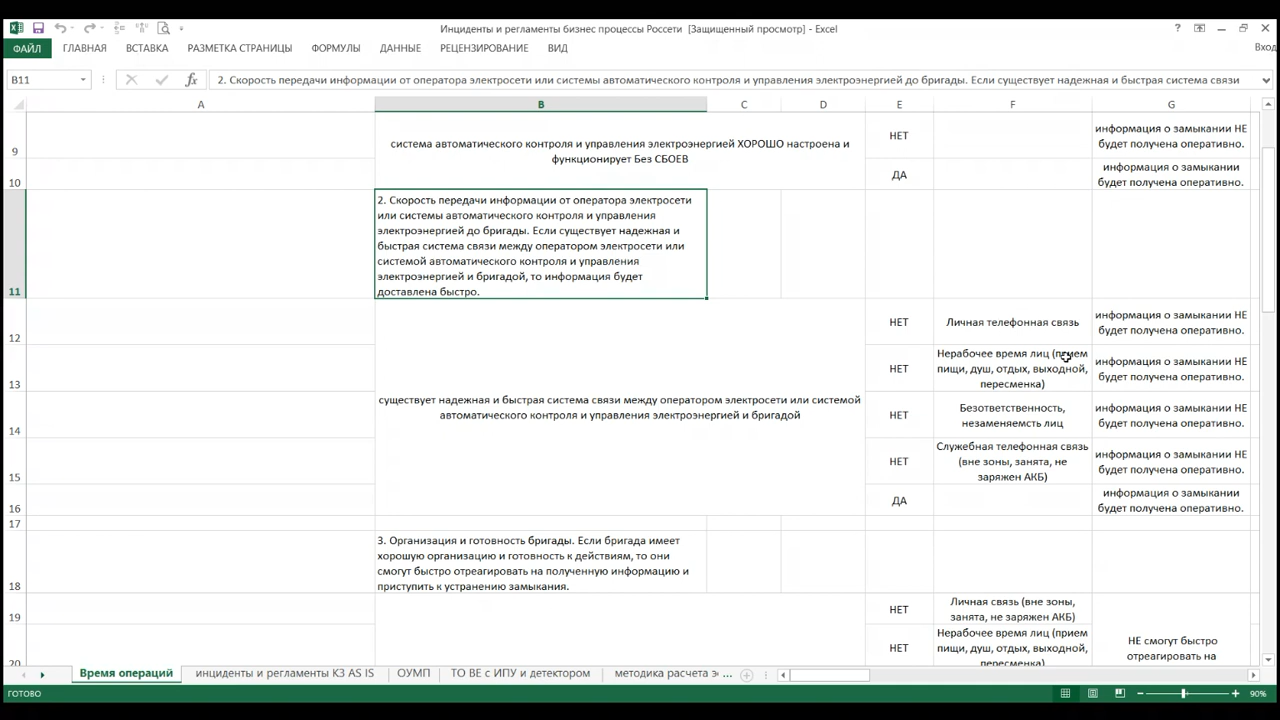 Инциденты и регламенты бизнес процессы Россети [Защищенный просмотр] - Excel
?
Вход
ФАЙЛ ГЛАВНАЯ ВСТАВКА РАЗМЕТКА СТРАНИЦЫ ФОРМУЛЫ ДАННЫЕ РЕЦЕНЗИРОВАНИЕ ВИД
B11 fx 2. Скорость передачи информации от оператора электросети или системы автоматического контроля и управления электроэнергией до бригады. Если существует надежная и быстрая система связи
A B C D E F G
9
система автоматического контроля и управления электроэнергией ХОРОШО настроена и
функционирует Без СБОЕВ
НЕТ
информация о замыкании НЕ
будет получена оперативно.
10
ДА
информация о замыкании
будет получена оперативно.
11
2. Скорость передачи информации от оператора электросети
или системы автоматического контроля и управления
электроэнергией до бригады. Если существует надежная и
быстрая система связи между оператором электросети или
системой автоматического контроля и управления
электроэнергией и бригадой, то информация будет
доставлена быстро.
12
НЕТ
Личная телефонная связь
информация о замыкании НЕ
будет получена оперативно.
13
существует надежная и быстрая система связи между оператором электросети или системой
автоматического контроля и управления электроэнергией и бригадой
НЕТ
Нерабочее время лиц (прием
пищи, душ, отдых, выходной,
пересменка)
информация о замыкании НЕ
будет получена оперативно.
14
НЕТ
Безответственность,
незаменяемсть лиц
информация о замыкании НЕ
будет получена оперативно.
15
НЕТ
Служебная телефонная связь
(вне зоны, занята, не
заряжен АКБ)
информация о замыкании НЕ
будет получена оперативно.
16
ДА
информация о замыкании
будет получена оперативно.
17
18
3. Организация и готовность бригады. Если бригада имеет
хорошую организацию и готовность к действиям, то они
смогут быстро отреагировать на полученную информацию и
приступить к устранению замыкания.
19
НЕТ
Личная связь (вне зоны,
занята, не заряжен АКБ)
20
НЕТ
Нерабочее время лиц (прием
пищи, душ, отдых, выходной,
пересменка)
НЕ смогут быстро
отреагировать на
Время операций инциденты и регламенты КЗ AS IS ОУМП ТО ВЕ с ИПУ и детектором методика расчета эс ...
ГОТОВО
90%